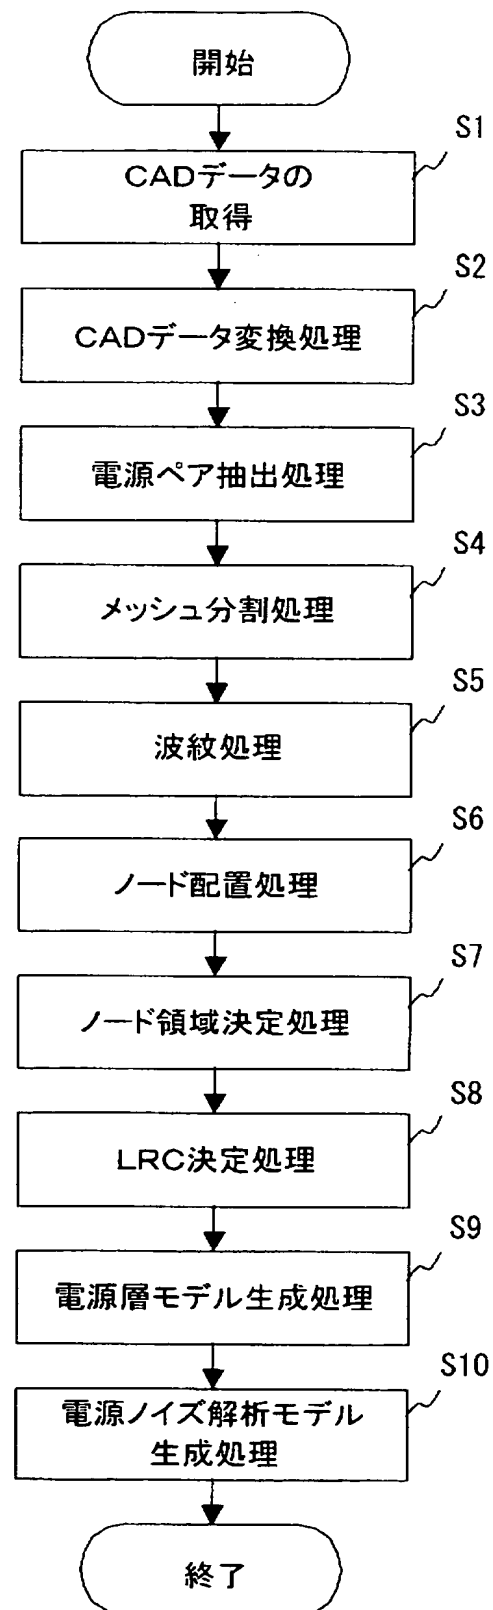 開始
S1
CADデータの
取得
S2
CADデータ変換処理
S3
電源ペア抽出処理
S4
メッシュ分割処理
S5
波紋処理
S6
ノード配置処理
S7
ノード領域決定処理
S8
LRC決定処理
S9
電源層モデル生成処理
S10
電源ノイズ解析モデル
生成処理
終了